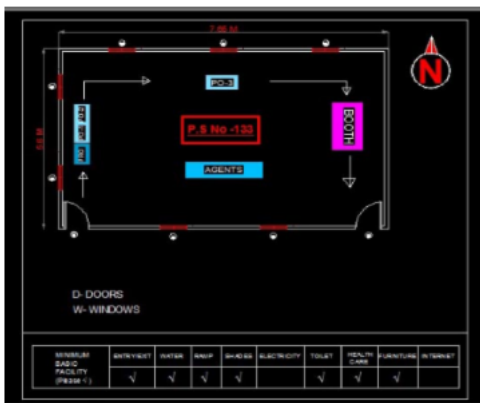 7.65 M
N
PO-3
BOOTH
P.S No -133
AGENTS
D- DOORS
W- WINDOWS
MINIMUM BASIC FACILITY
ENTRY/EXIT WATER RAMP SHADES ELECTRICITY TOILET HEALTH CARE FURNITURE INTERNET
√ √ √ √ √ √ √